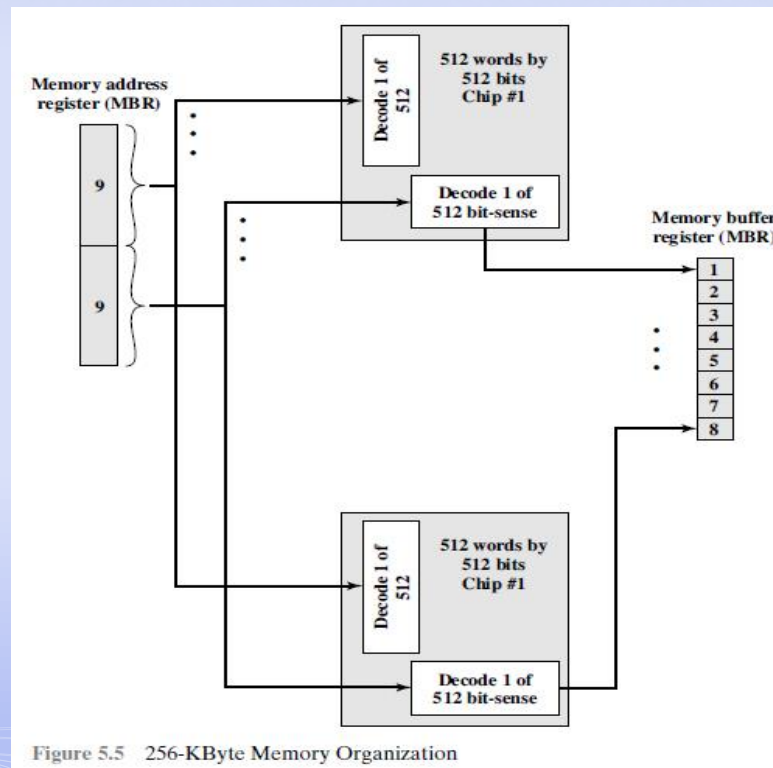 Memory address
register (MBR)
9
9
Decode 1 of
512
512 words by
512 bits
Chip #1
Decode 1 of
512 bit-sense
Memory buffer
register (MBR)
1
2
3
4
5
6
7
8
Decode 1 of
512
512 words by
512 bits
Chip #1
Decode 1 of
512 bit-sense
Figure 5.5 256-KByte Memory Organization